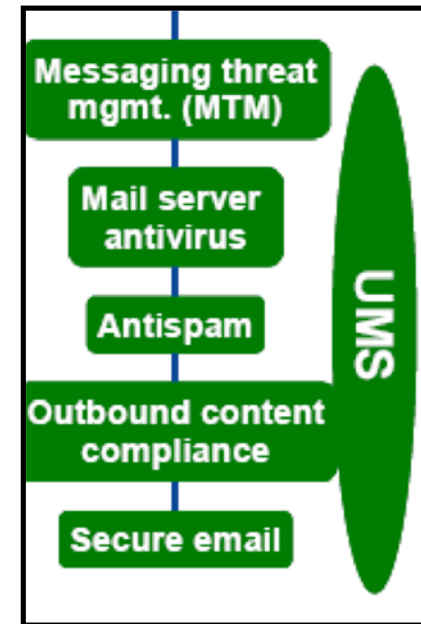 Messaging threat
mgmt. (MTM)
Mail server
antivirus
Antispam
Outbound content
compliance
Secure email
UMS